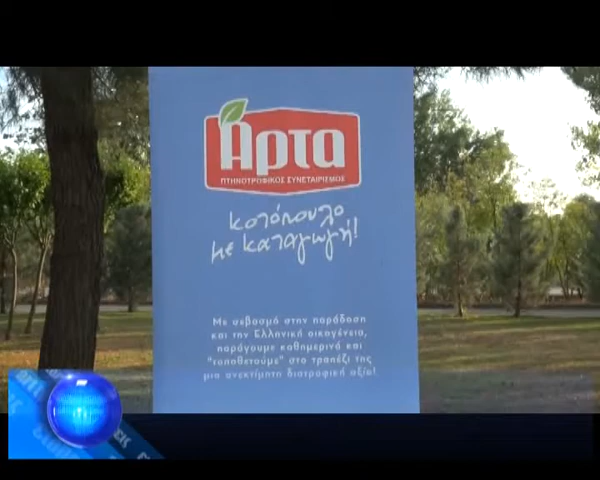 Άρτα
ΠΤΗΝΟΤΡΟΦΙΚΟΣ ΣΥΝΕΤΑΙΡΙΣΜΟΣ
κοτόπουλο
με καταγωγή!
Με σεβασμό στην παράδοση
και την Ελληνική οικογένεια,
παράγουμε καθημερινά και
"τοποθετούμε" στο τραπέζι της
μια ανεκτίμητη διατροφική αξία!